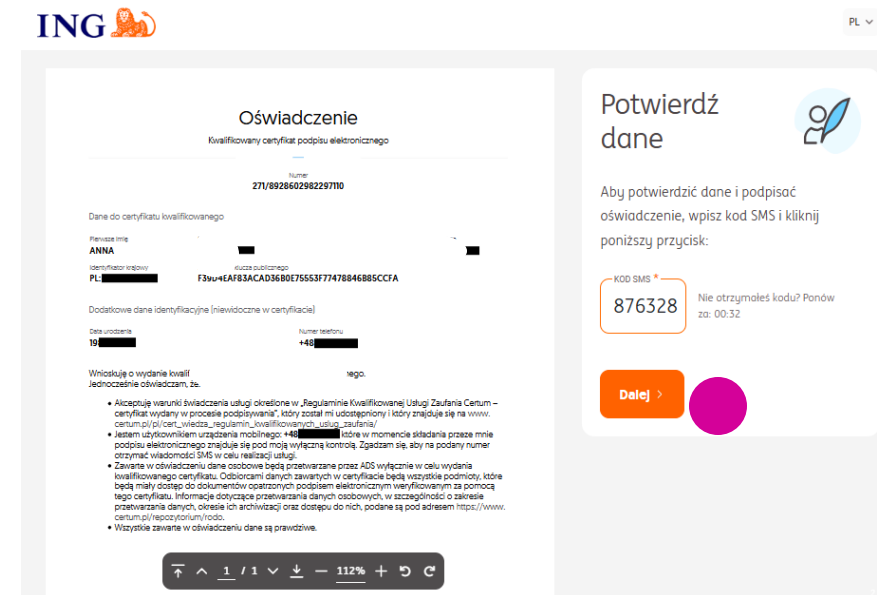 ING
PL
Oświadczenie
Kwalifikowany certyfikat podpisu elektronicznego
Numer
271/8928602982297110
Dane do certyfikatu kwalifikowanego
Pierwsze imię
ANNA
Identyfikator krajowy
klucza publicznego
PL:
F39D4EAF83ACAD36B0E75553F77478846B85CCFA
Dodatkowe dane identyfikacyjne (niewidoczne w certyfikacie)
Data urodzenia
Numer telefonu
19
+48
Wnioskuję o wydanie kwalif
nego.
Jednocześnie oświadczam, że.
• Akceptuję warunki świadczenia usługi określone w „Regulaminie Kwalifikowanej Usługi Zaufania Certum –
certyfikat wydany w procesie podpisywania”, który został mi udostępniony i który znajduje się na www.
certum.pl/pl/cert_wiedza_regulamin_kwalifikowanych_uslug_zaufania/
• Jestem użytkownikiem urządzenia mobilnego: +48 które w momencie składania przeze mnie
podpisu elektronicznego znajduje się pod moją wyłączną kontrolą. Zgadzam się, aby na podany numer
otrzymać wiadomości SMS w celu realizacji usługi.
• Zawarte w oświadczeniu dane osobowe będą przetwarzane przez ADS wyłącznie w celu wydania
kwalifikowanego certyfikatu. Odbiorcami danych zawartych w certyfikacie będą wszystkie podmioty, które
będą miały dostęp do dokumentów opatrzonych podpisem elektronicznym weryfikowanym za pomocą
tego certyfikatu. Informacje dotyczące przetwarzania danych osobowych, w szczególności o zakresie
przetwarzania danych, okresie ich archiwizacji oraz dostępu do nich, podane są pod adresem https://www.
certum.pl/repozytorium/rodo.
• Wszystkie zawarte w oświadczeniu dane są prawdziwe.
1 / 1
112%
Potwierdź
dane
Aby potwierdzić dane i podpisać
oświadczenie, wpisz kod SMS i kliknij
poniższy przycisk:
KOD SMS *
876328
Nie otrzymałeś kodu? Ponów
za: 00:32
Dalej